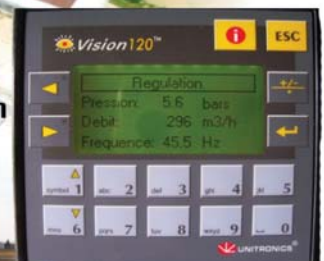 Vision120™
i
ESC
Regulation
+/-
Pression: 5.6 bars
Debit: 296 m3/h
Frequence: 45.5 Hz
symbol 1 abc 2 def 3 ghi 4 jkl 5
mno 6 pqrs 7 tuv 8 wxyz 9 0
UNITRONICS®